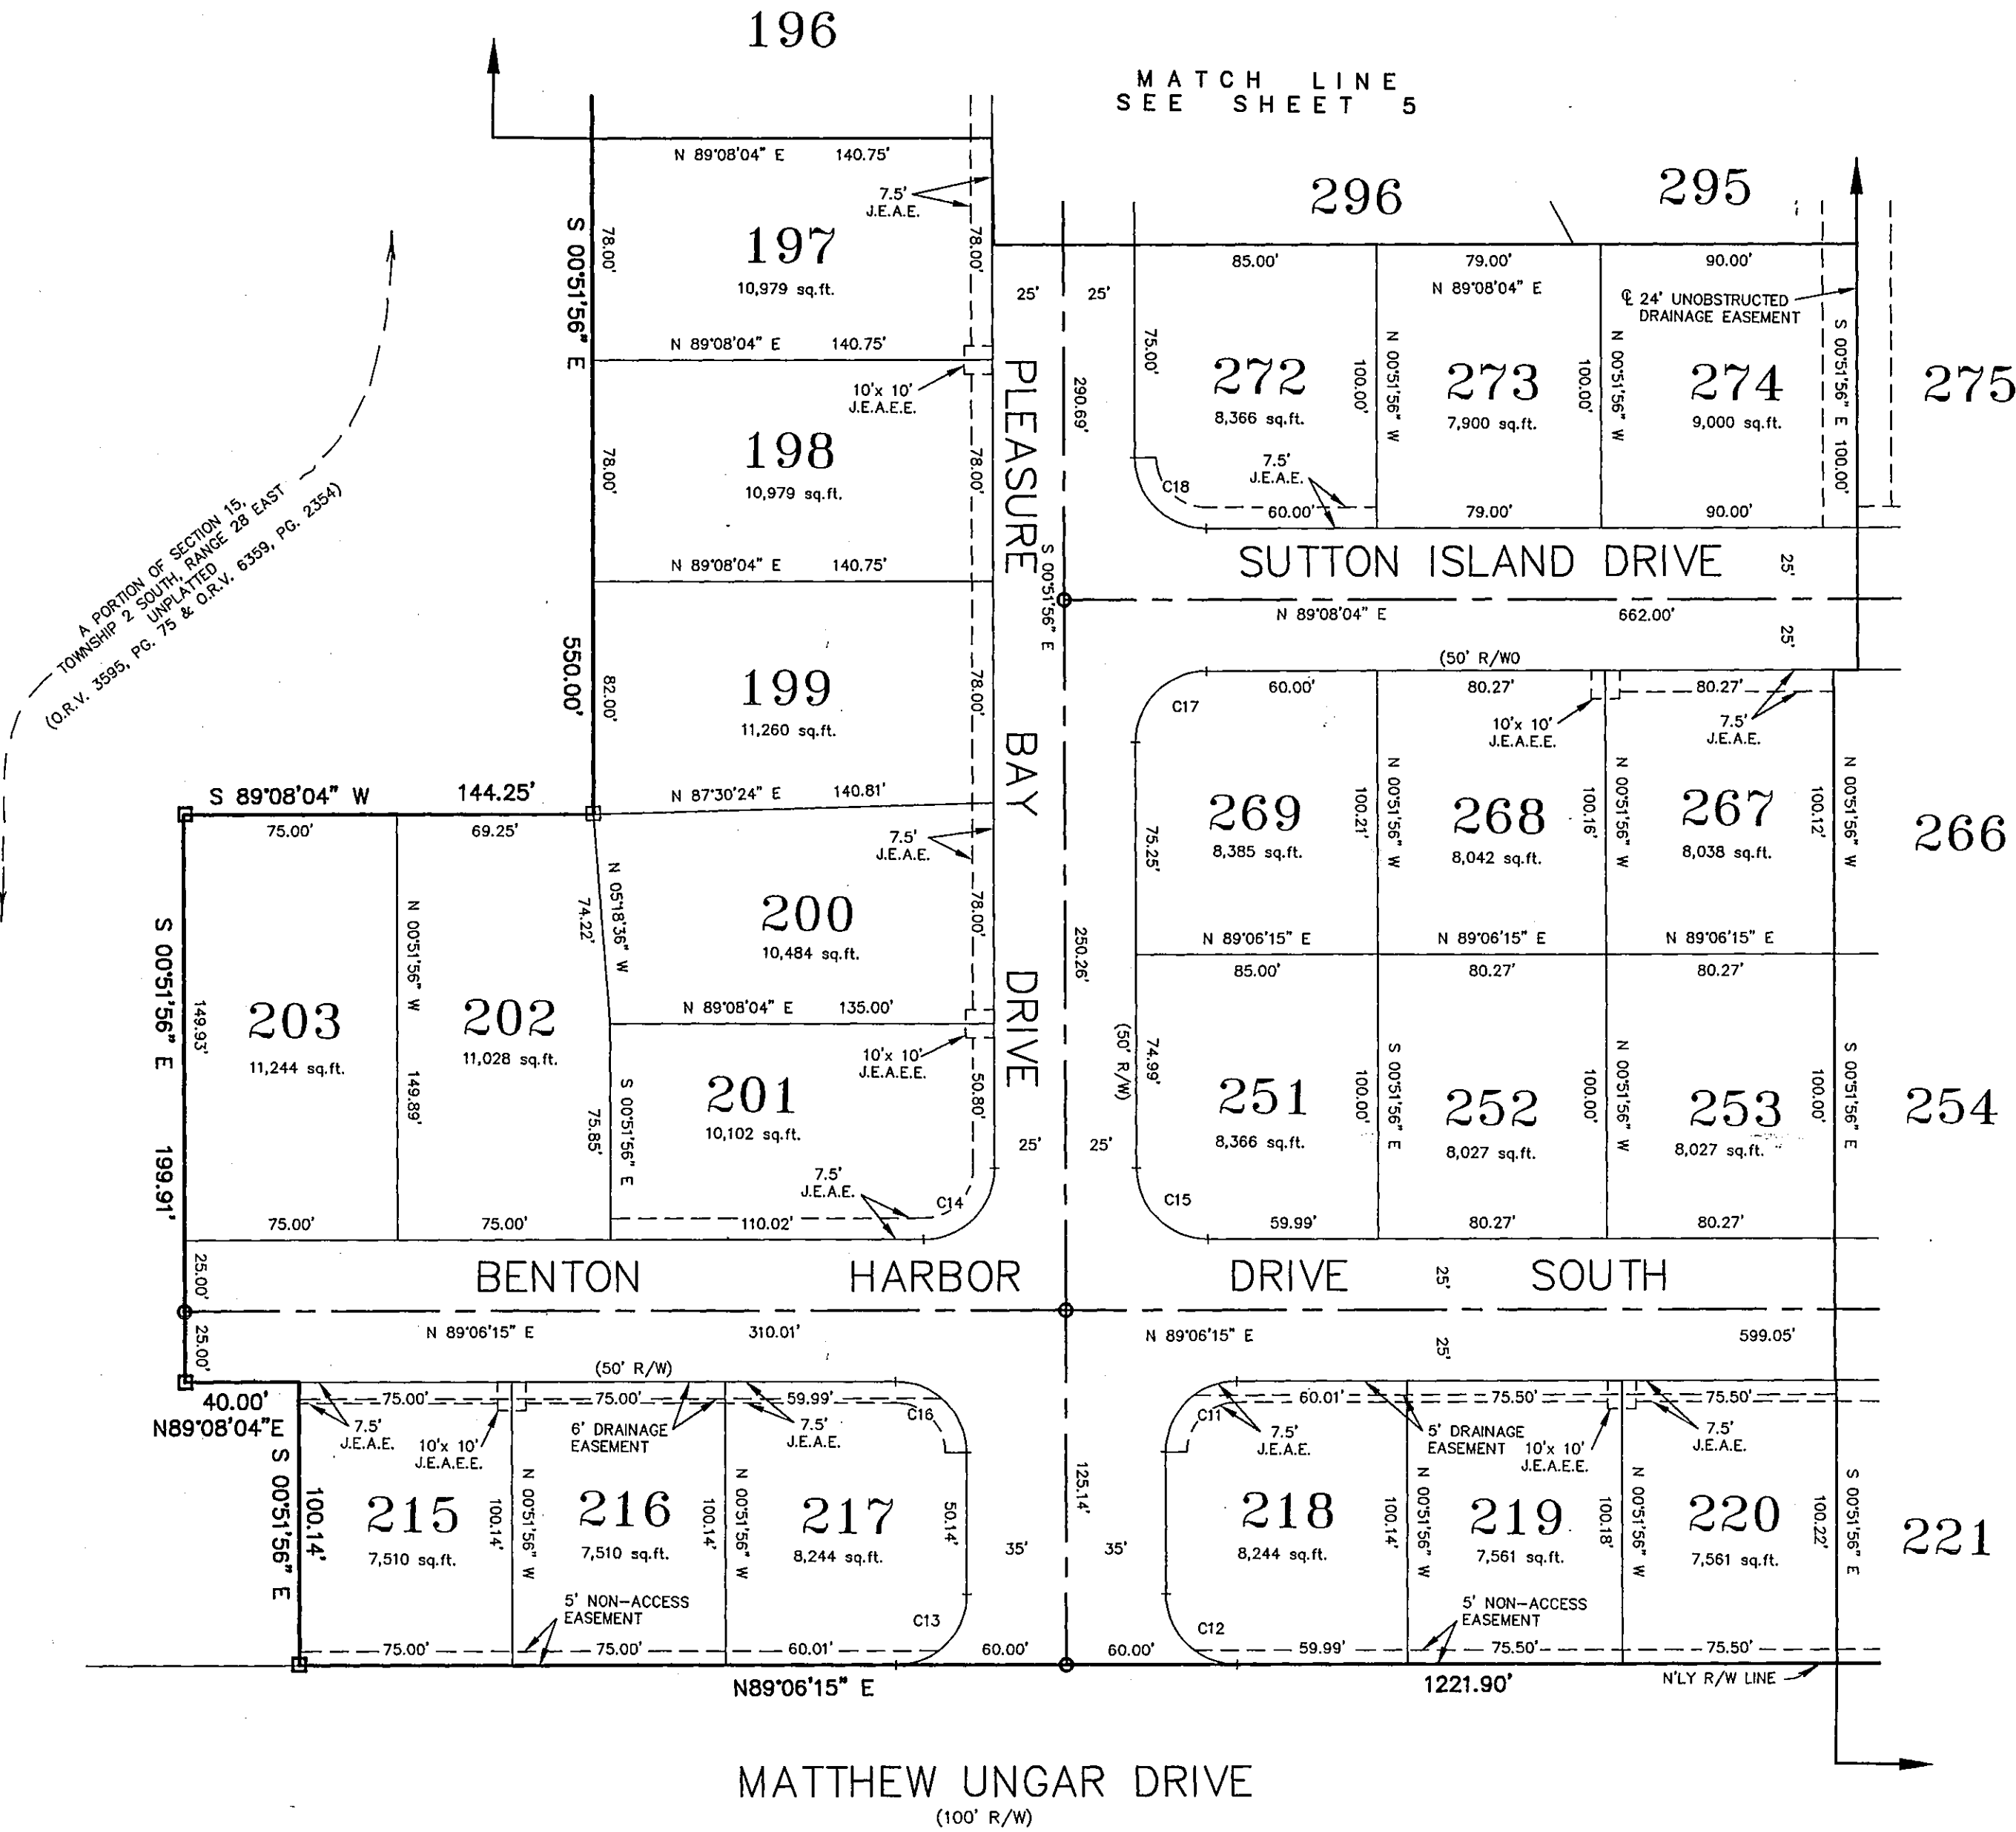 196
MATCH LINE
SEE SHEET 5
N 89°08'04" E 140.75'
7.5'
J.E.A.E.
197
10,979 sq.ft.
78.00'
78.00'
S 00°51'56" E
550.00'
N 89°08'04" E 140.75'
10'x 10'
J.E.A.E.E.
198
10,979 sq.ft.
78.00'
78.00'
N 89°08'04" E 140.75'
199
11,260 sq.ft.
82.00'
78.00'
N 87°30'24" E 140.81'
A PORTION OF SECTION 15,
TOWNSHIP 2 SOUTH, RANGE 28 EAST
UNPLATTED
(O.R.V. 3595, PG. 75 & O.R.V. 6359, PG. 2354)
296
295
85.00'
79.00'
90.00'
N 89°08'04" E
℄ 24' UNOBSTRUCTED
DRAINAGE EASEMENT
25'
25'
75.00'
290.69'
272
8,366 sq.ft.
100.00'
N 00°51'56" W
273
7,900 sq.ft.
100.00'
N 00°51'56" W
274
9,000 sq.ft.
S 00°51'56" E 100.00'
275
7.5'
J.E.A.E.
C18
60.00'
79.00'
90.00'
PLEASURE BAY DRIVE
S 00°51'56" E
SUTTON ISLAND DRIVE
25'
N 89°08'04" E 662.00'
25'
(50' R/WO
60.00'
80.27'
80.27'
C17
10'x 10'
J.E.A.E.E.
7.5'
J.E.A.E.
269
8,385 sq.ft.
75.25'
100.21'
N 00°51'56" W
268
8,042 sq.ft.
100.16'
N 00°51'56" W
267
8,038 sq.ft.
100.12'
N 00°51'56" W
266
N 89°06'15" E
N 89°06'15" E
N 89°06'15" E
85.00'
80.27'
80.27'
S 89°08'04" W 144.25'
75.00'
69.25'
7.5'
J.E.A.E.
N 05°18'36" W
74.22'
200
10,484 sq.ft.
78.00'
250.26'
N 89°08'04" E 135.00'
10'x 10'
J.E.A.E.E.
S 00°51'56" E
199.91'
149.93'
203
11,244 sq.ft.
N 00°51'56" W
149.89'
202
11,028 sq.ft.
75.85'
S 00°51'56" E
201
10,102 sq.ft.
50.80'
25'
25'
(50' R/W)
74.99'
251
8,366 sq.ft.
100.00'
S 00°51'56" E
252
8,027 sq.ft.
100.00'
N 00°51'56" W
253
8,027 sq.ft.
100.00'
S 00°51'56" E
254
7.5'
J.E.A.E.
C14
C15
75.00'
75.00'
110.02'
59.99'
80.27'
80.27'
25.00'
BENTON HARBOR DRIVE SOUTH
25'
25.00'
N 89°06'15" E 310.01'
N 89°06'15" E
25'
599.05'
(50' R/W)
40.00'
N89°08'04"E
75.00'
75.00'
59.99'
60.01'
75.50'
75.50'
7.5'
J.E.A.E.
10'x 10'
J.E.A.E.E.
6' DRAINAGE
EASEMENT
7.5'
J.E.A.E.
C16
C11
7.5'
J.E.A.E.
5' DRAINAGE
EASEMENT
10'x 10'
J.E.A.E.E.
7.5'
J.E.A.E.
S 00°51'56" E
100.14'
215
7,510 sq.ft.
100.14'
N 00°51'56" W
216
7,510 sq.ft.
100.14'
N 00°51'56" W
217
8,244 sq.ft.
50.14'
35'
125.14'
35'
218
8,244 sq.ft.
100.14'
N 00°51'56" W
219
7,561 sq.ft.
100.18'
N 00°51'56" W
220
7,561 sq.ft.
100.22'
S 00°51'56" E
221
5' NON-ACCESS
EASEMENT
C13
C12
5' NON-ACCESS
EASEMENT
75.00'
75.00'
60.01'
60.00'
60.00'
59.99'
75.50'
75.50'
N89°06'15" E
1221.90'
N'LY R/W LINE
MATTHEW UNGAR DRIVE
(100' R/W)